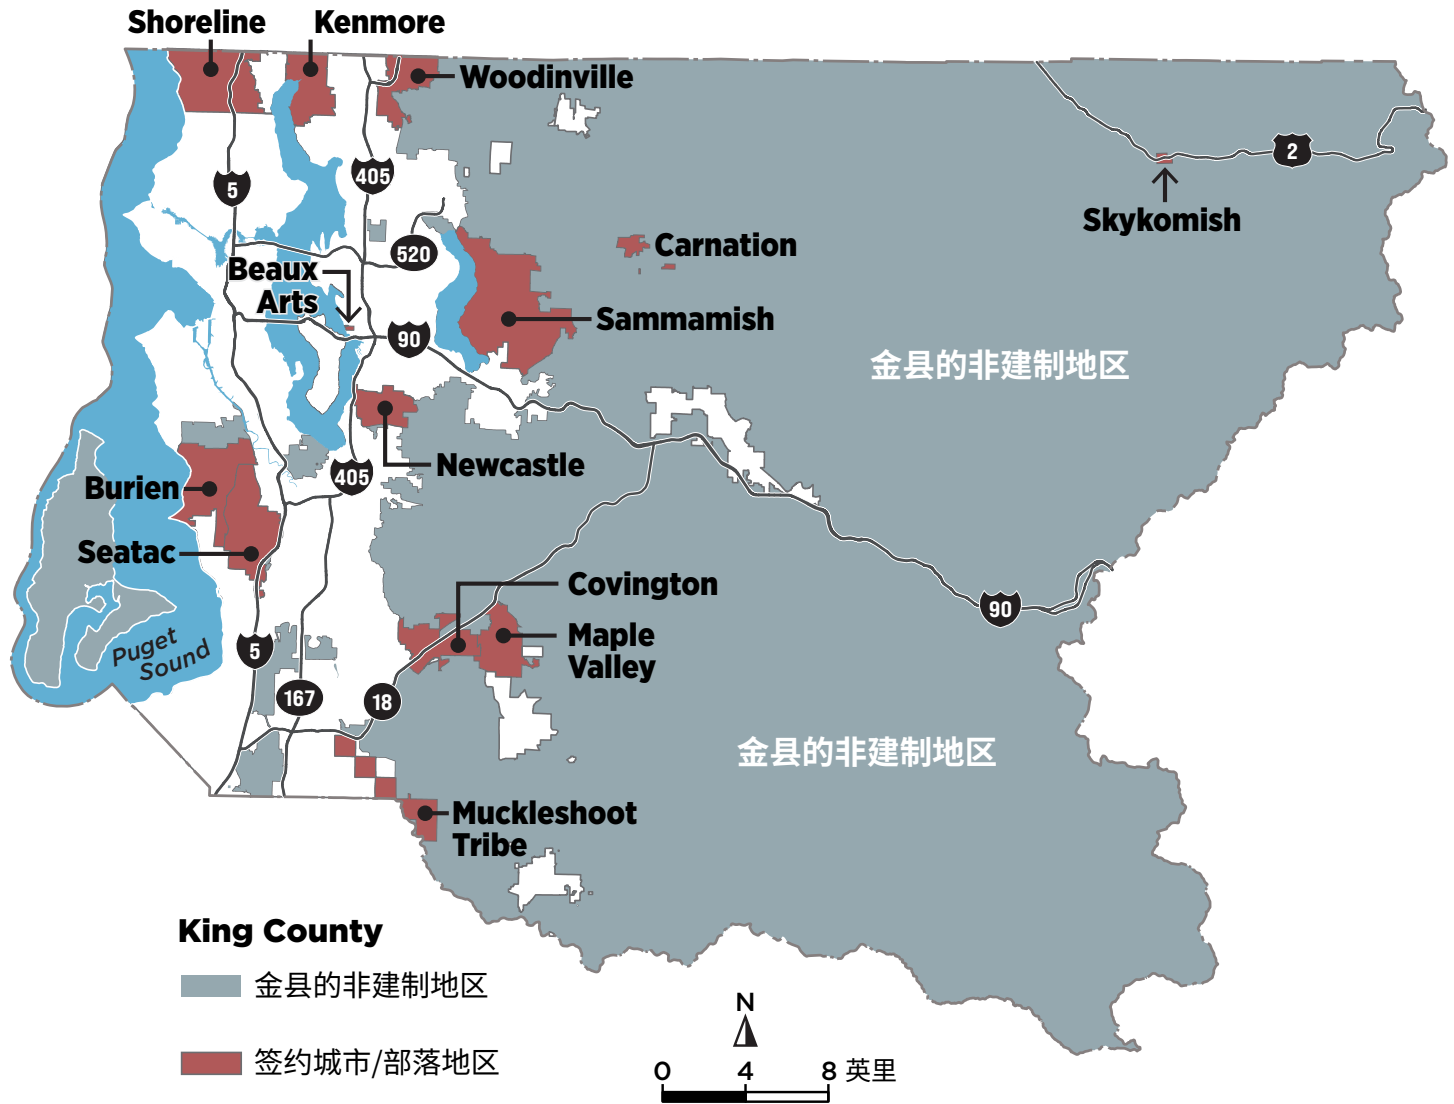 Shoreline
Kenmore
Woodinville
5
405
2
Skykomish
520
Carnation
Beaux
Arts
Sammamish
90
金县的非建制地区
Newcastle
405
Burien
Seatac
Covington
90
Maple
Valley
Puget
Sound
5
167
18
金县的非建制地区
Muckleshoot
Tribe
King County
金县的非建制地区
签约城市/部落地区
N
0 4 8 英里